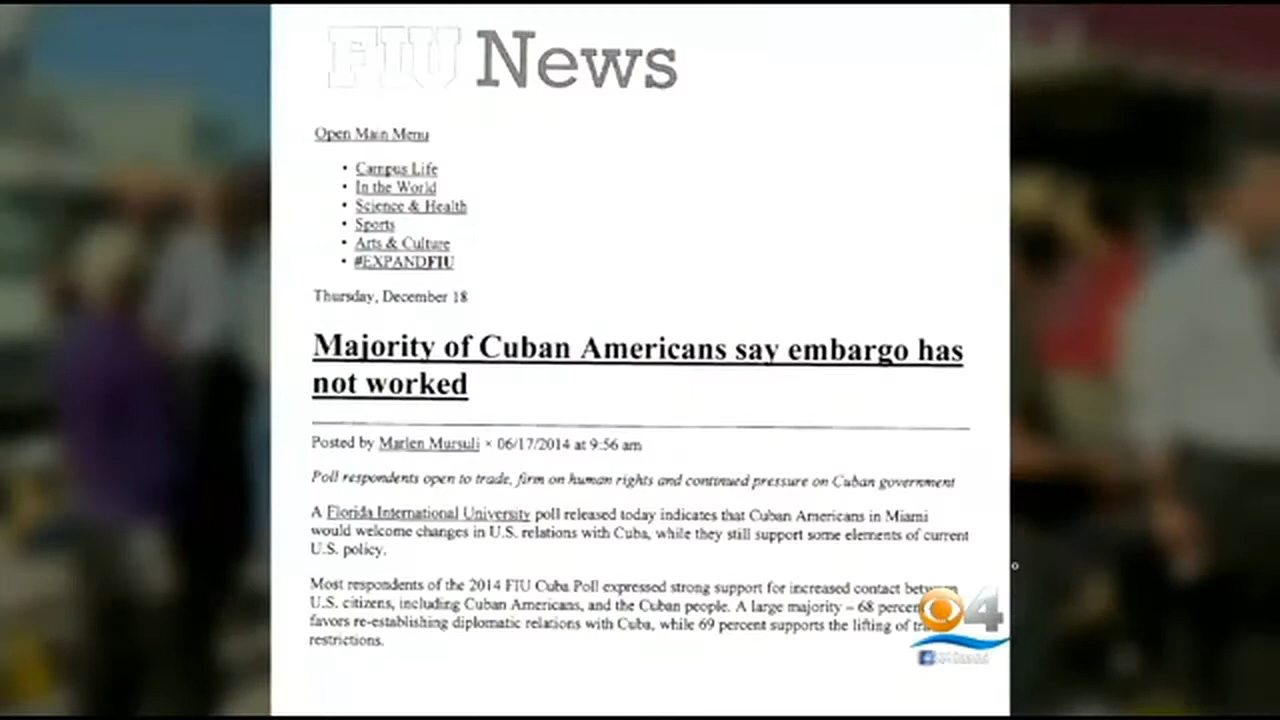 FIU News
Open Main Menu
• Campus Life
• In the World
• Science & Health
• Sports
• Arts & Culture
• #EXPANDFIU
Thursday, December 18
Majority of Cuban Americans say embargo has
not worked
Posted by Marlen Mursuli × 06/17/2014 at 9:56 am
Poll respondents open to trade, firm on human rights and continued pressure on Cuban government
A Florida International University poll released today indicates that Cuban Americans in Miami
would welcome changes in U.S. relations with Cuba, while they still support some elements of current
U.S. policy.
Most respondents of the 2014 FIU Cuba Poll expressed strong support for increased contact between
U.S. citizens, including Cuban Americans, and the Cuban people. A large majority – 68 percen
favors re-establishing diplomatic relations with Cuba, while 69 percent supports the lifting of tra
restrictions.
4